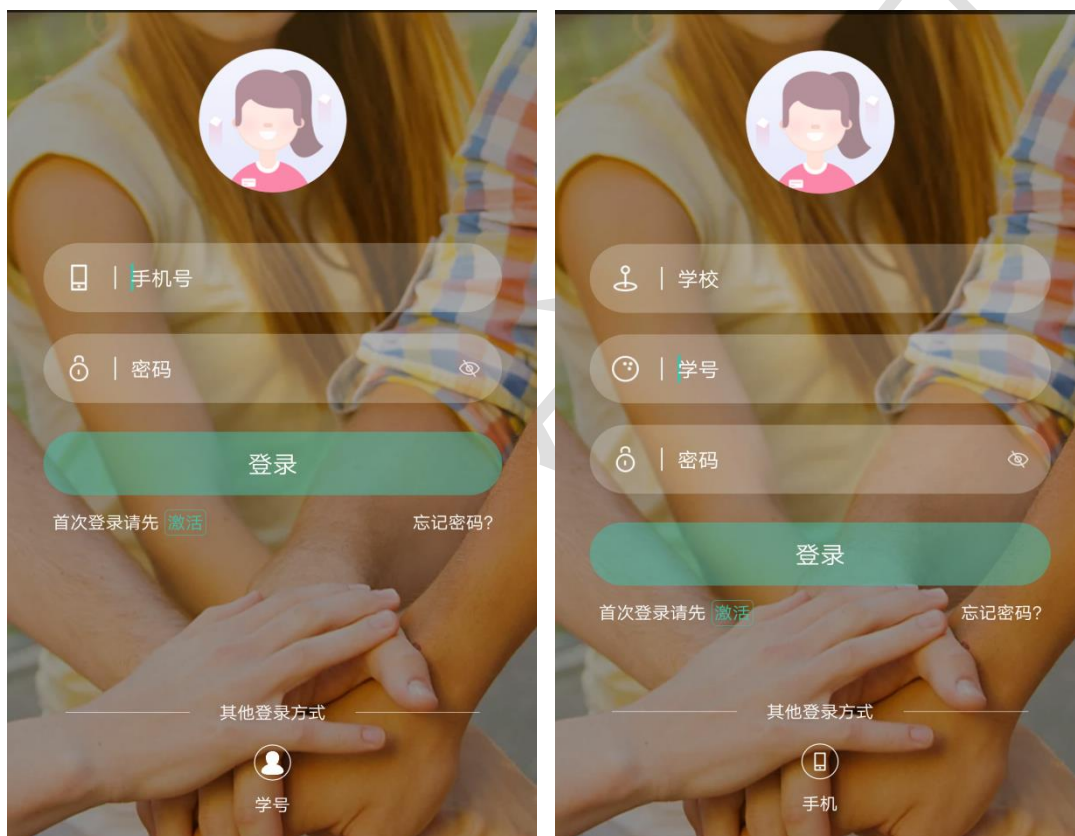 手机号
密码
登录
首次登录请先 激活
忘记密码?
其他登录方式
学号
学校
学号
密码
登录
首次登录请先 激活
忘记密码?
其他登录方式
手机